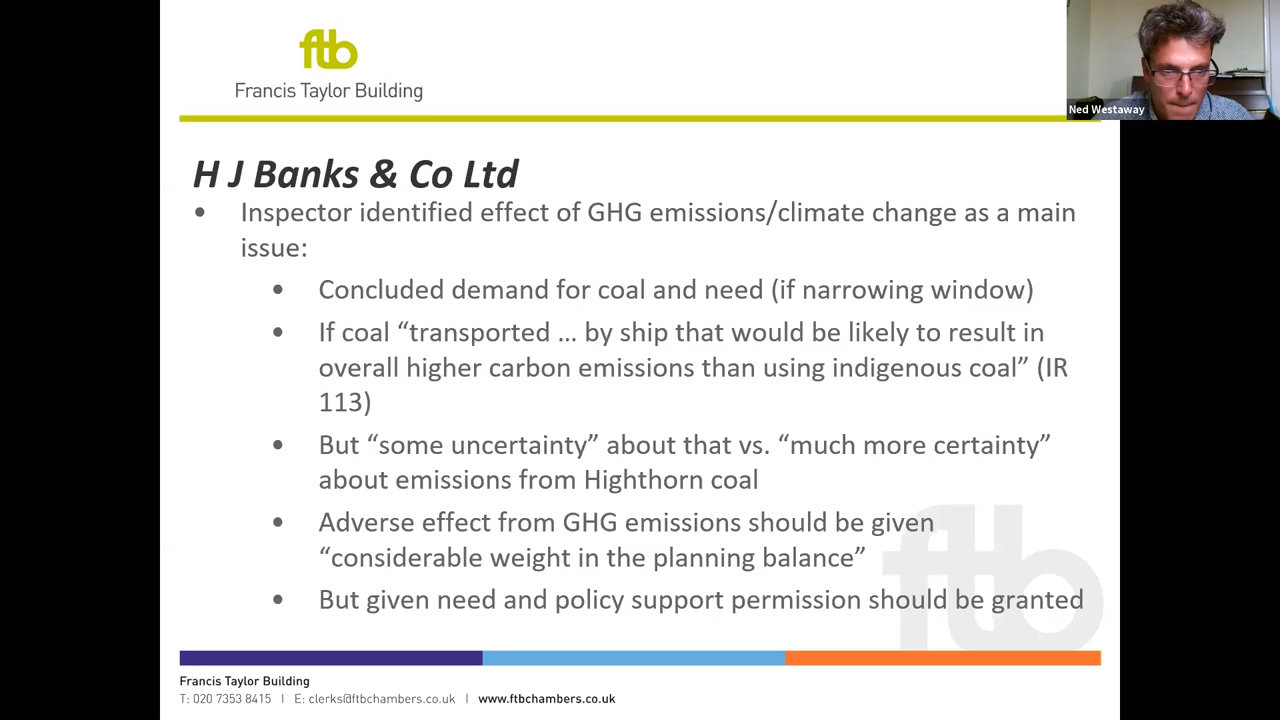 ftb
Francis Taylor Building
Ned Westaway
H J Banks & Co Ltd
• Inspector identified effect of GHG emissions/climate change as a main
issue:
• Concluded demand for coal and need (if narrowing window)
• If coal “transported … by ship that would be likely to result in
overall higher carbon emissions than using indigenous coal” (IR
113)
• But “some uncertainty” about that vs. “much more certainty”
about emissions from Highthorn coal
• Adverse effect from GHG emissions should be given
“considerable weight in the planning balance”
• But given need and policy support permission should be granted
ftb
Francis Taylor Building
T: 020 7353 8415 | E: clerks@ftbchambers.co.uk | www.ftbchambers.co.uk